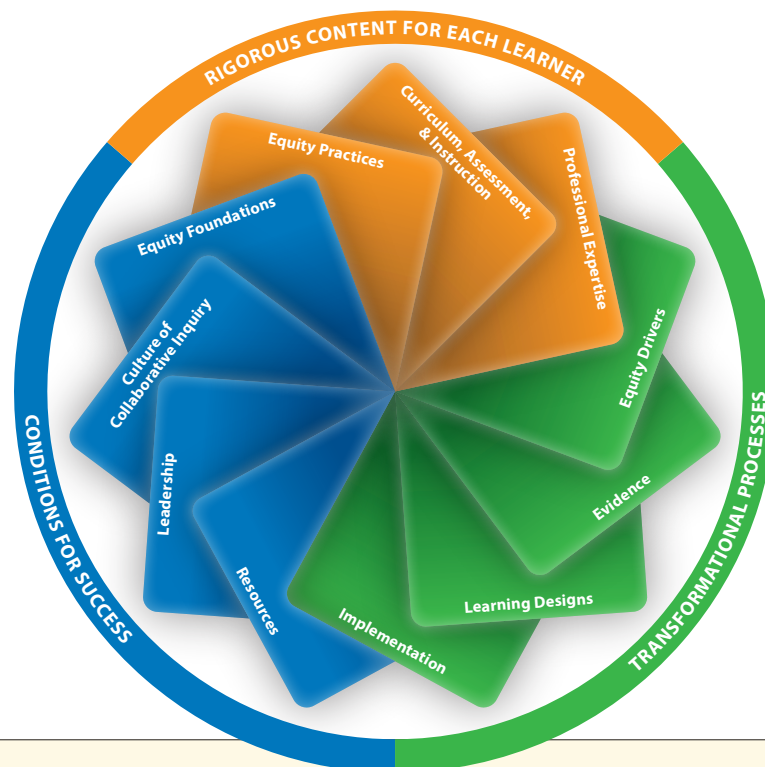 RIGOROUS CONTENT FOR EACH LEARNER
Equity Practices
Curriculum, Assessment,
& Instruction
Professional Expertise
TRANSFORMATIONAL PROCESSES
Equity Drivers
Evidence
Learning Designs
Implementation
CONDITIONS FOR SUCCESS
Equity Foundations
Culture of
Collaborative Inquiry
Leadership
Resources